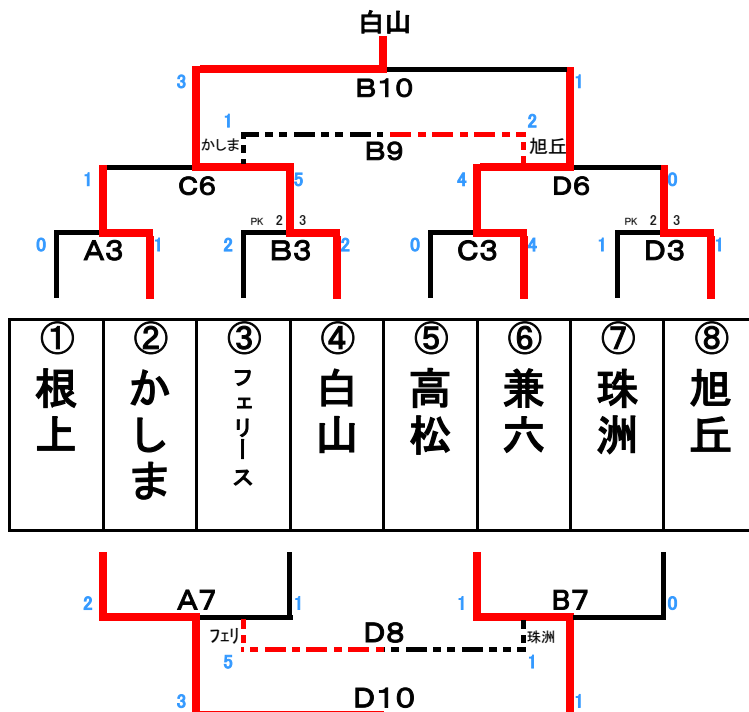 白山
3 B10 1
1 2
かしま B9 旭丘
1 C6 5 4 D6 0
PK 2 3 PK 2 3
0 A3 1 2 B3 2 0 C3 4 1 D3 1
① ② ③ ④ ⑤ ⑥ ⑦ ⑧
根上
かしま
フェリース
白山
高松
兼六
珠洲
旭丘
2 A7 1 1 B7 0
フェリ D8 珠洲
5 1
3 D10 1